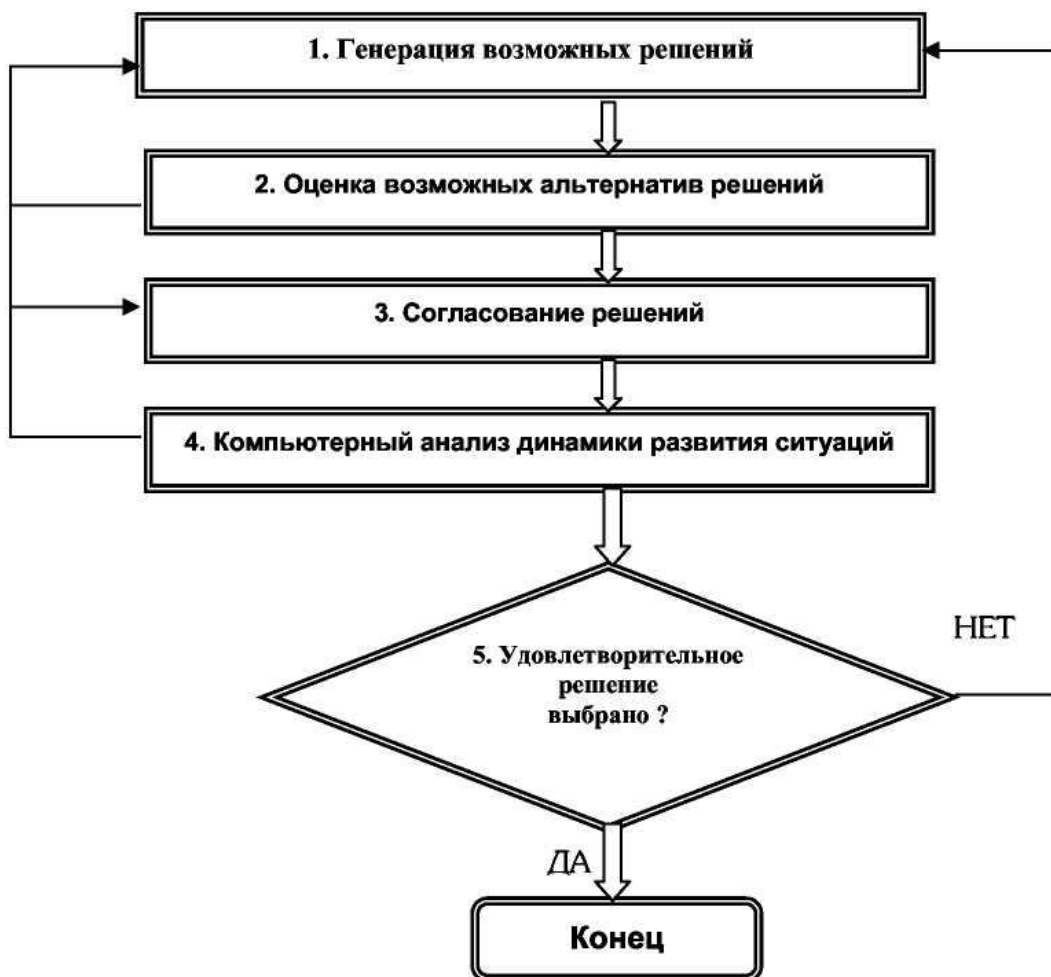 1. Генерация возможных решений
2. Оценка возможных альтернатив решений
3. Согласование решений
4. Компьютерный анализ динамики развития ситуаций
5. Удовлетворительное
решение
выбрано ?
НЕТ
ДА
Конец